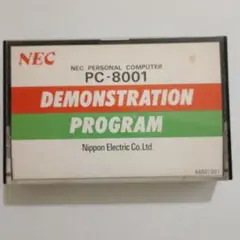 NEC
NEC PERSONAL COMPUTER
PC-8001
DEMONSTRATION
PROGRAM
Nippon Electric Co. Ltd.